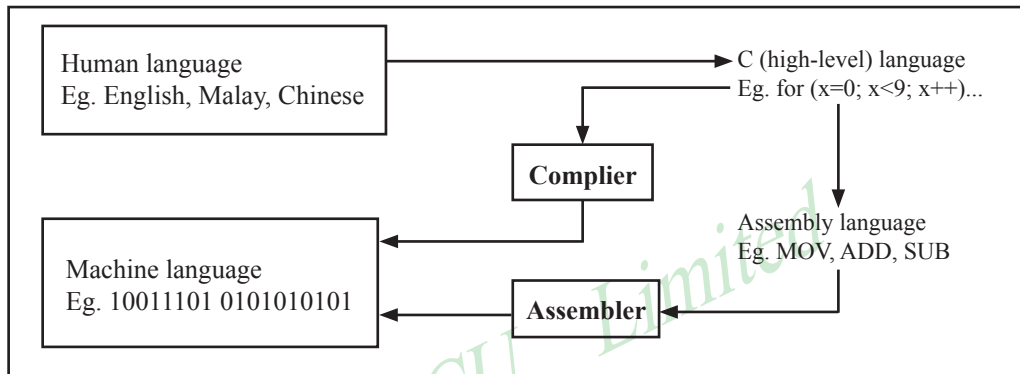 Human language
Eg. English, Malay, Chinese
C (high-level) language
Eg. for (x=0; x<9; x++)...
Complier
Machine language
Eg. 10011101 0101010101
Assembly language
Eg. MOV, ADD, SUB
Assembler
Limited